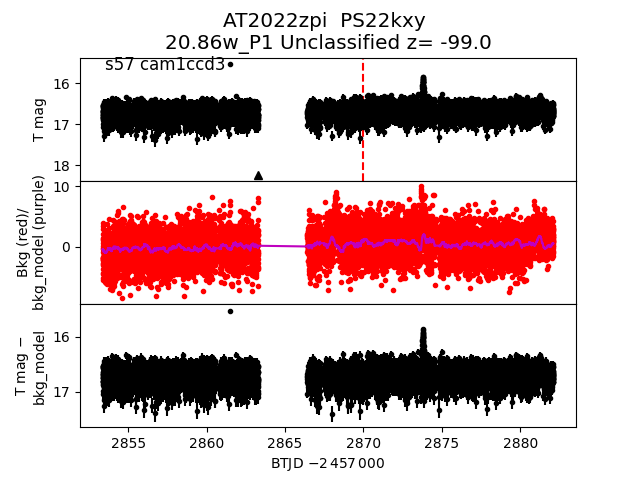 AT2022zpi  PS22kxy
20.86w_P1 Unclassified z= -99.0
s57 cam1ccd3
16
17
18
T mag
10
0
Bkg (red)/
bkg_model (purple)
16
17
T mag −
bkg_model
2855
2860
2865
2870
2875
2880
BTJD −2 457 000